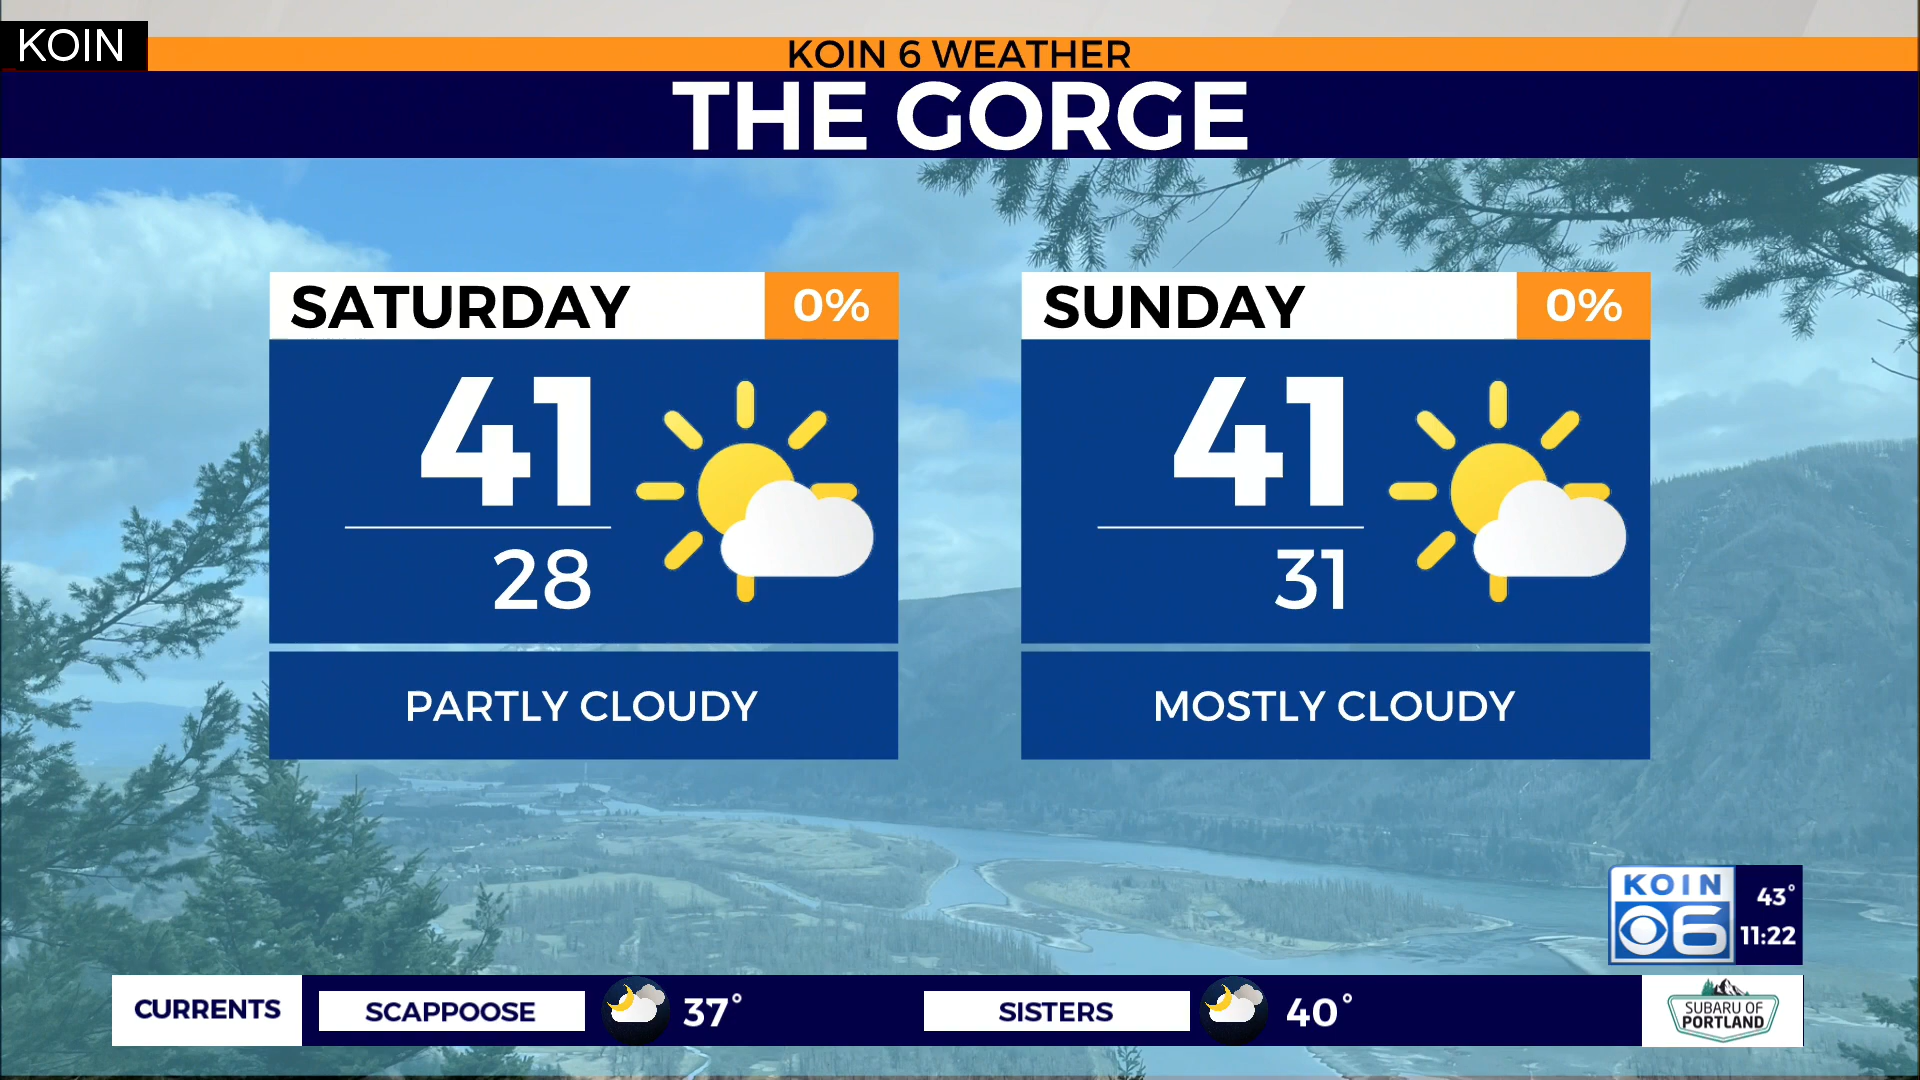 KOIN
KOIN 6 WEATHER
THE GORGE
SATURDAY 0%
41
28
PARTLY CLOUDY
SUNDAY 0%
41
31
MOSTLY CLOUDY
KOIN
6
43°
11:22
CURRENTS
SCAPPOOSE 37°
SISTERS 40°
SUBARU OF
PORTLAND